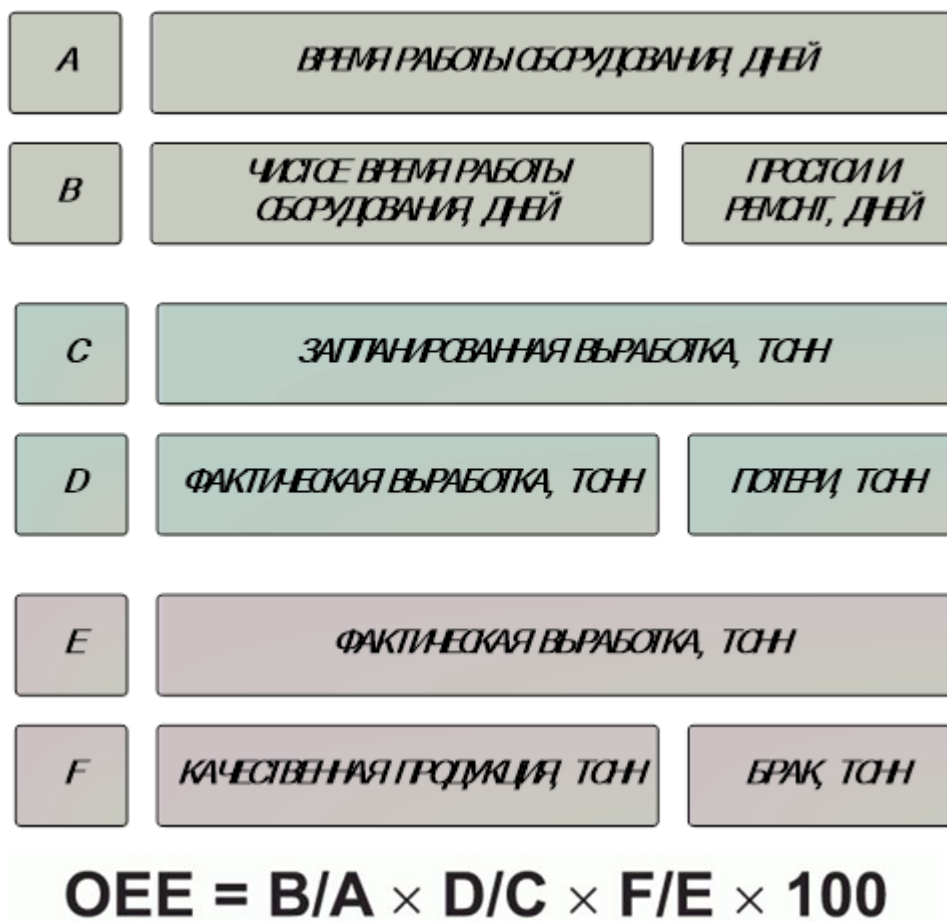 A
ВРЕМЯ РАБОТЫ ОБОРУДОВАНИЯ, ДНЕЙ
B
ЧИСТОЕ ВРЕМЯ РАБОТЫ
ОБОРУДОВАНИЯ, ДНЕЙ
ПРОСТОИ И
РЕМОНТ, ДНЕЙ
C
ЗАПЛАНИРОВАННАЯ ВЫРАБОТКА, ТОНН
D
ФАКТИЧЕСКАЯ ВЫРАБОТКА, ТОНН
ПОТЕРИ, ТОНН
E
ФАКТИЧЕСКАЯ ВЫРАБОТКА, ТОНН
F
КАЧЕСТВЕННАЯ ПРОДУКЦИЯ, ТОНН
БРАК, ТОНН
OEE = B/A × D/C × F/E × 100